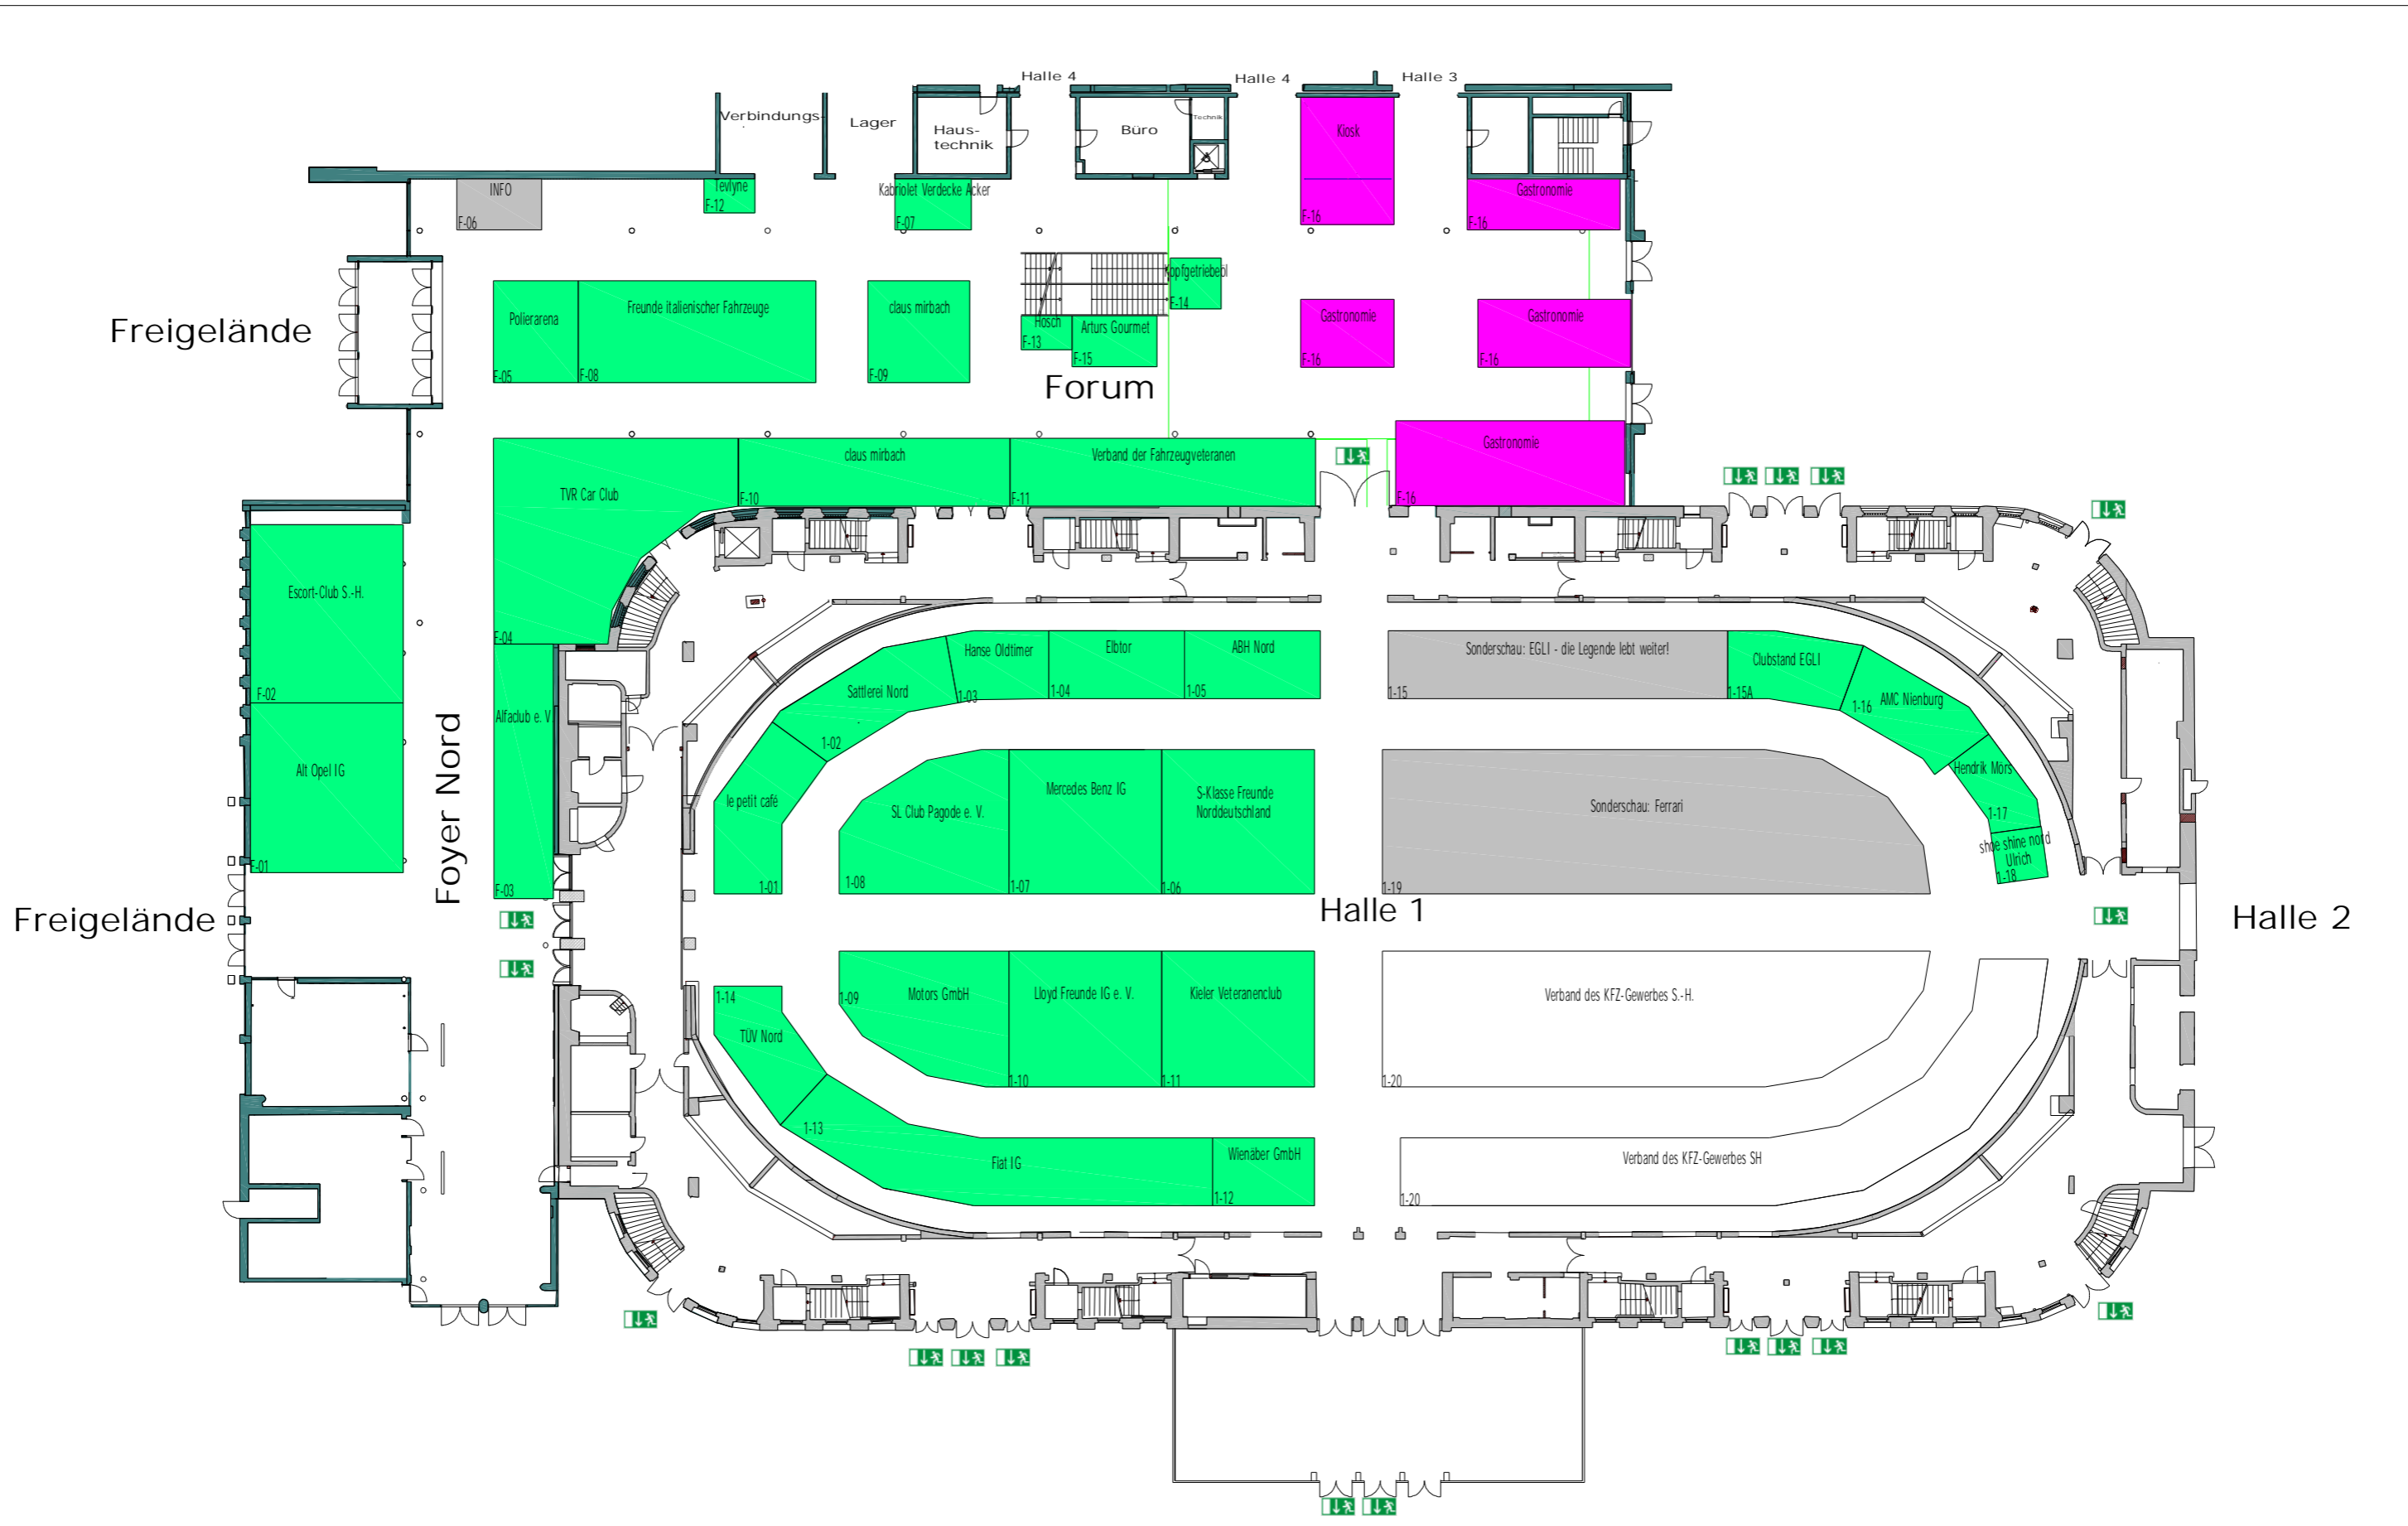 Halle 4
Halle 4
Halle 3
Verbindungs-
Lager
Haus-
technik
Büro
Technik
Kiosk
F-16
INFO
F-06
Tevlyne
F-12
Kabriolet Verdecke Acker
F-07
Gastronomie
F-16
Freigelände
Polierarena
F-05
Freunde italienischer Fahrzeuge
F-08
claus mirbach
F-09
Hösch
F-13
Arturs Gourmet
F-15
Kopfgetriebeöl
F-14
Gastronomie
F-16
Gastronomie
F-16
Forum
TVR Car Club
F-04
claus mirbach
F-10
Verband der Fahrzeugveteranen
F-11
Gastronomie
F-16
Escort-Club S.-H.
F-02
Alt Opel IG
F-01
Foyer Nord
Alfaclub e. V
F-03
Freigelände
Sattlerei Nord
1-02
Hanse Oldtimer
1-03
Elbtor
1-04
ABH Nord
1-05
Sonderschau: EGLI - die Legende lebt weiter!
1-15
Clubstand EGLI
1-15A
1-16
AMC Nienburg
Hendrik Mörs
1-17
shoe shine nord
Ulrich
1-18
le petit café
1-01
SL Club Pagode e. V.
1-08
Mercedes Benz IG
1-07
S-Klasse Freunde
Norddeutschland
1-06
Sonderschau: Ferrari
1-19
Halle 1
Halle 2
1-14
TÜV Nord
1-09
Motors GmbH
Lloyd Freunde IG e. V.
1-10
Kieler Veteranenclub
1-11
Verband des KFZ-Gewerbes S.-H.
1-20
1-13
Fiat IG
Wienäber GmbH
1-12
Verband des KFZ-Gewerbes SH
1-20